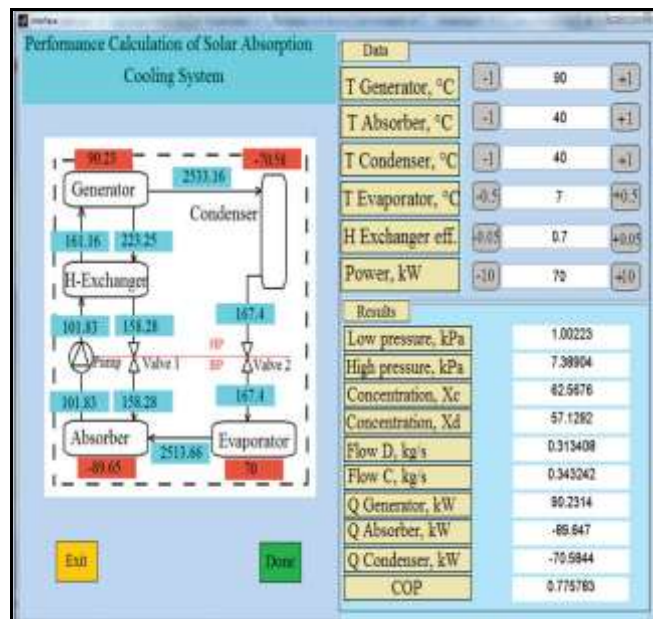 Performance Calculation of Solar Absorption
Cooling System
90.23
-70.58
2533.16
Generator
Condenser
161.16
223.25
H-Exchanger
101.83
158.28
167.4
HP
BP
Pump
Valve 1
Valve 2
101.83
158.28
167.4
Absorber
2513.66
Evaporator
-89.65
70
Exit
Done
Data
T Generator, °C -1 90 +1
T Absorber, °C -1 40 +1
T Condenser, °C -1 40 +1
T Evaporator, °C -0.5 7 +0.5
H Exchanger eff. -0.05 0.7 +0.05
Power, kW -10 70 +10
Results
Low pressure, kPa 1.00223
High pressure, kPa 7.38904
Concentration, Xc 62.5676
Concentration, Xd 57.1282
Flow D, kg/s 0.313408
Flow C, kg/s 0.343242
Q Generator, kW 90.2314
Q Absorber, kW -89.647
Q Condenser, kW -70.5844
COP 0.775783